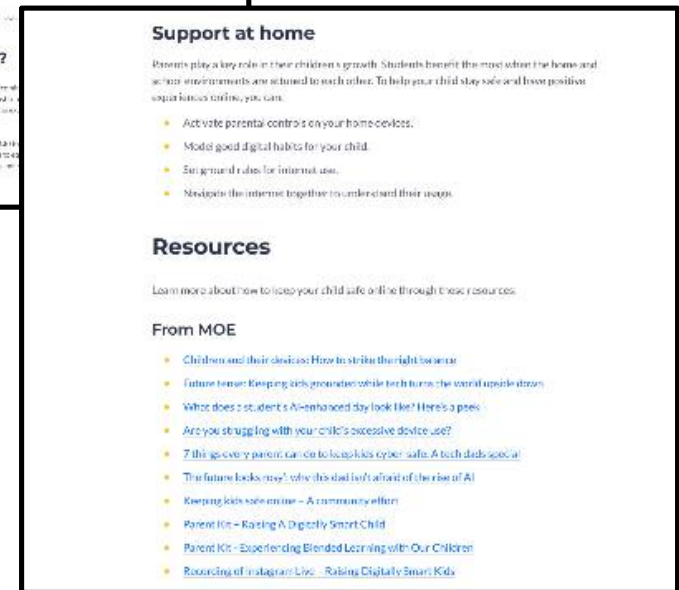 ?
Support at home
Parents play a key role in their children's growth. Students benefit the most when the home and
school environments are attuned to each other. To help your child stay safe and have positive
experiences online, you can:
Activate parental controls on your home devices.
Model good digital habits for your child.
Set ground rules for internet use.
Navigate the internet together to understand their usage.
Resources
Learn more about how to keep your child safe online through these resources:
From MOE
Children and their devices: How to strike the right balance
Future tense: Keeping kids grounded while tech turns the world upside down
What does a student's AI-enhanced day look like? Here's a peek
Are you struggling with your child's excessive device use?
7 things every parent can do to keep kids cyber-safe: A tech dads special
'The future looks rosy': why this dad isn't afraid of the rise of AI
Keeping kids safe online – A community effort
Parent Kit – Raising A Digitally Smart Child
Parent Kit - Experiencing Blended Learning with Our Children
Recording of Instagram Live – Raising Digitally Smart Kids